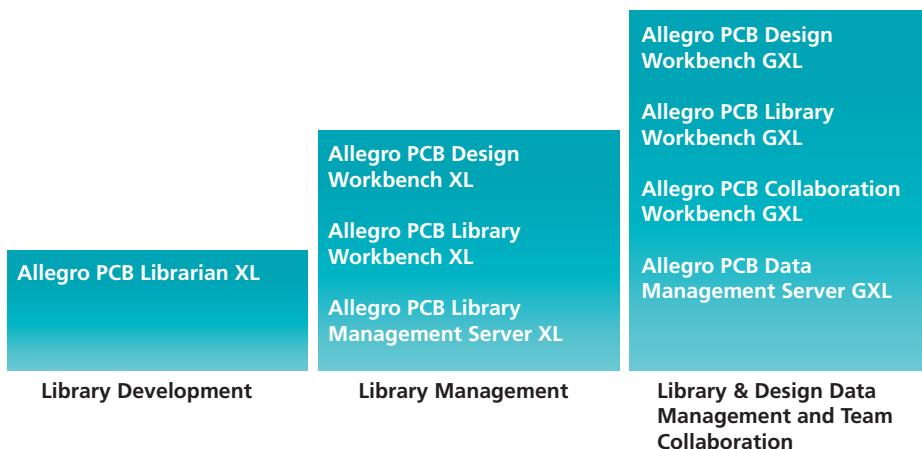 Allegro PCB Librarian XL
Library Development
Allegro PCB Design
Workbench XL
Allegro PCB Library
Workbench XL
Allegro PCB Library
Management Server XL
Library Management
Allegro PCB Design
Workbench GXL
Allegro PCB Library
Workbench GXL
Allegro PCB Collaboration
Workbench GXL
Allegro PCB Data
Management Server GXL
Library & Design Data
Management and Team
Collaboration